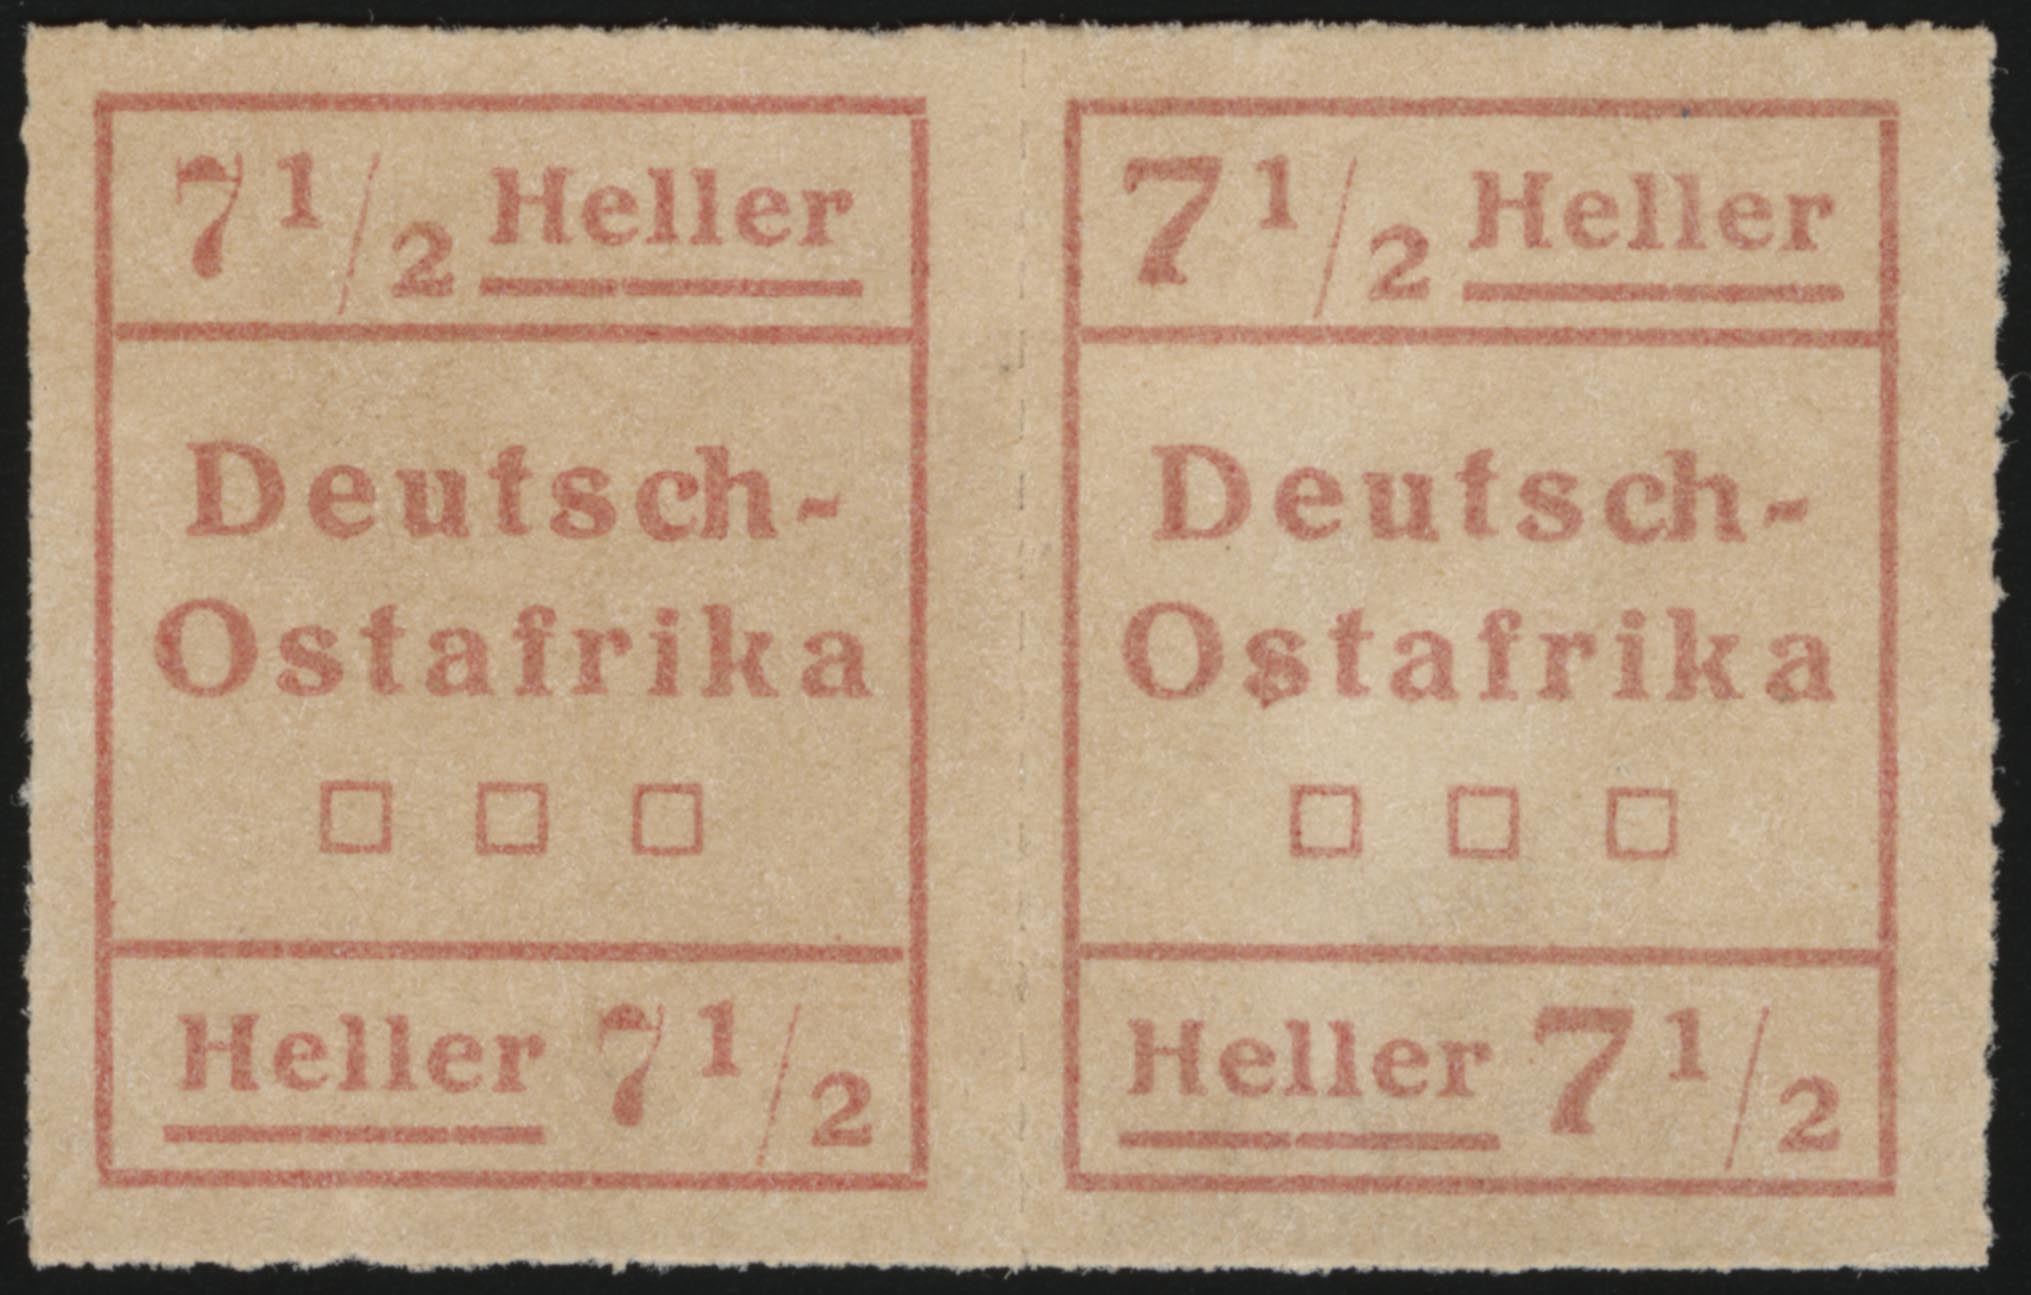 7 1/2 Heller
Deutsch-
Ostafrika
Heller 7 1/2
7 1/2 Heller
Deutsch-
Ostafrika
Heller 7 1/2